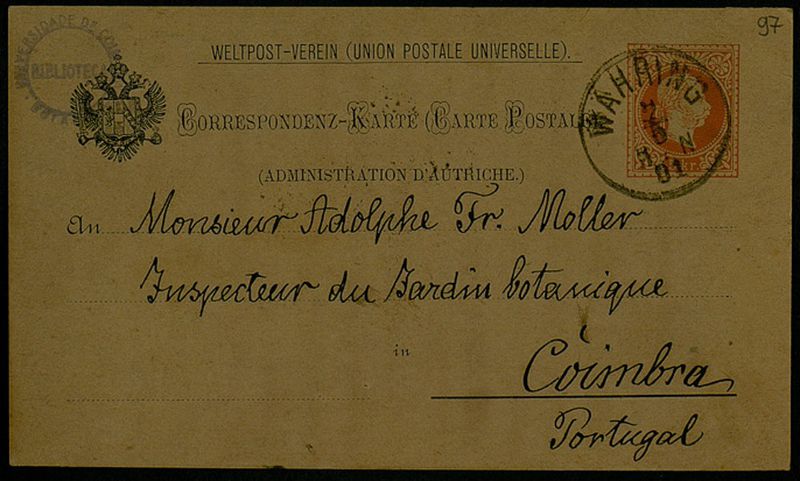 97
UNIVERSIDADE DE COI
BIBLIOTECA
WELTPOST-VEREIN (UNION POSTALE UNIVERSELLE).
WÄHRING
CORRESPONDENZ-KARTE (CARTE POSTALE
(ADMINISTRATION D'AUTRICHE.)
An Monsieur Adolphe Fr. Moller
Inspecteur du Jardin botanique
in
Coimbra
Portugal